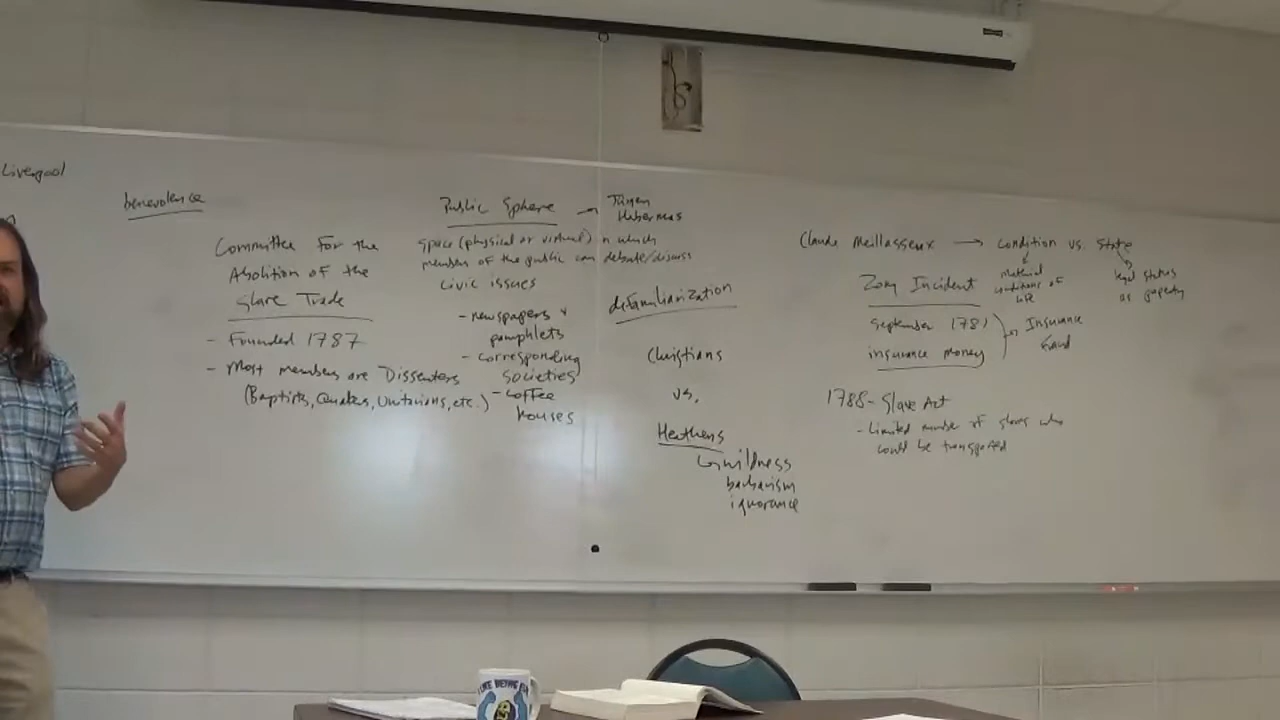 Liverpool
benevolence
Committee for the
Abolition of the
Slave Trade
- Founded 1787
- Most members are Dissenters
(Baptists, Quakers, Unitarians, etc.)
Public Sphere → Jürgen
Habermas
space (physical or virtual) in which
members of the public can debate/discuss
civic issues
- newspapers +
pamphlets
- corresponding
societies
- coffee
houses
defamiliarization
Christians
vs.
Heathens
↳ wildness
barbarism
ignorance
Claude Meillassoux → condition vs. state
material
conditions of
life
legal status
as property
Zong Incident
September 1781
insurance money
→ Insurance
fraud
1788 - Slave Act
- Limited number of slaves who
could be transported